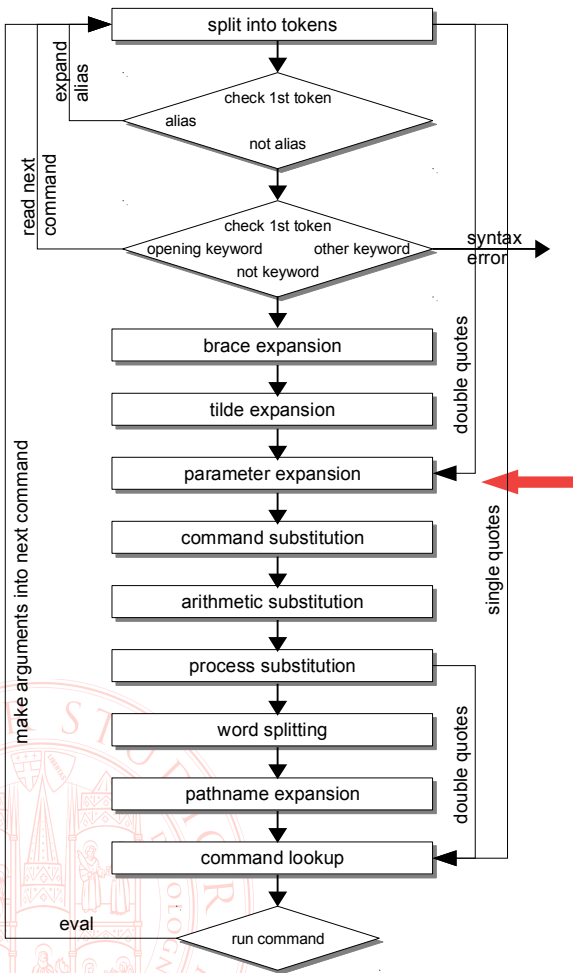 split into tokens
expand
alias
check 1st token
alias
not alias
read next
command
check 1st token
opening keyword other keyword
not keyword
syntax
error
brace expansion
double quotes
tilde expansion
parameter expansion
command substitution
single quotes
arithmetic substitution
make arguments into next command
process substitution
word splitting
double quotes
pathname expansion
command lookup
eval
run command